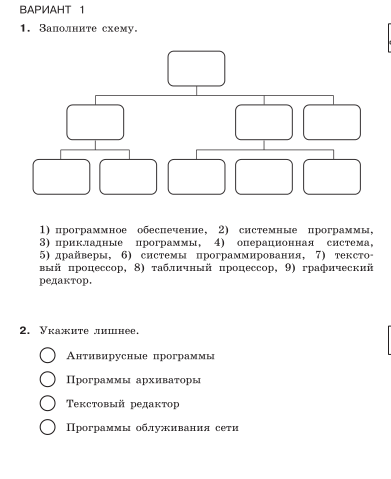 ВАРИАНТ 1
1. Заполните схему.
1) программное обеспечение, 2) системные программы,
3) прикладные программы, 4) операционная система,
5) драйверы, 6) системы программирования, 7) тексто-
вый процессор, 8) табличный процессор, 9) графический
редактор.
2. Укажите лишнее.
Антивирусные программы
Программы архиваторы
Текстовый редактор
Программы облуживания сети